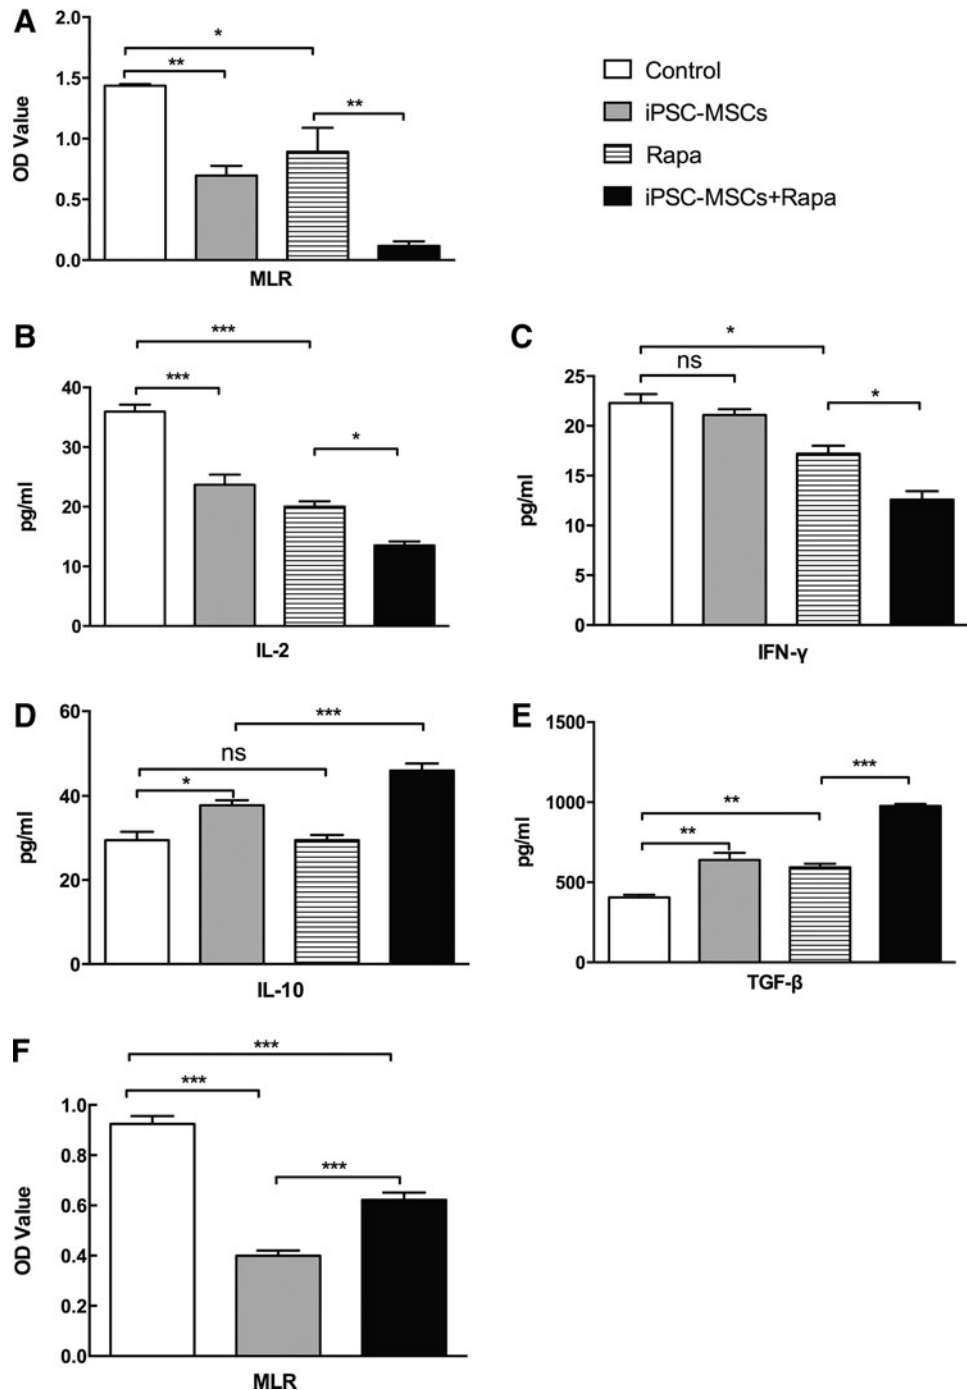 A
2.0
1.5
1.0
0.5
0.0
OD Value
*
**
**
MLR
Control
iPSC-MSCs
Rapa
iPSC-MSCs+Rapa
B
40
30
20
10
0
pg/ml
***
***
*
IL-2
C
25
20
15
10
5
0
pg/ml
*
ns
*
IFN-γ
D
60
40
20
0
pg/ml
***
ns
*
IL-10
E
1500
1000
500
0
pg/ml
***
**
**
TGF-β
F
1.0
0.8
0.6
0.4
0.2
0.0
OD Value
***
***
***
MLR